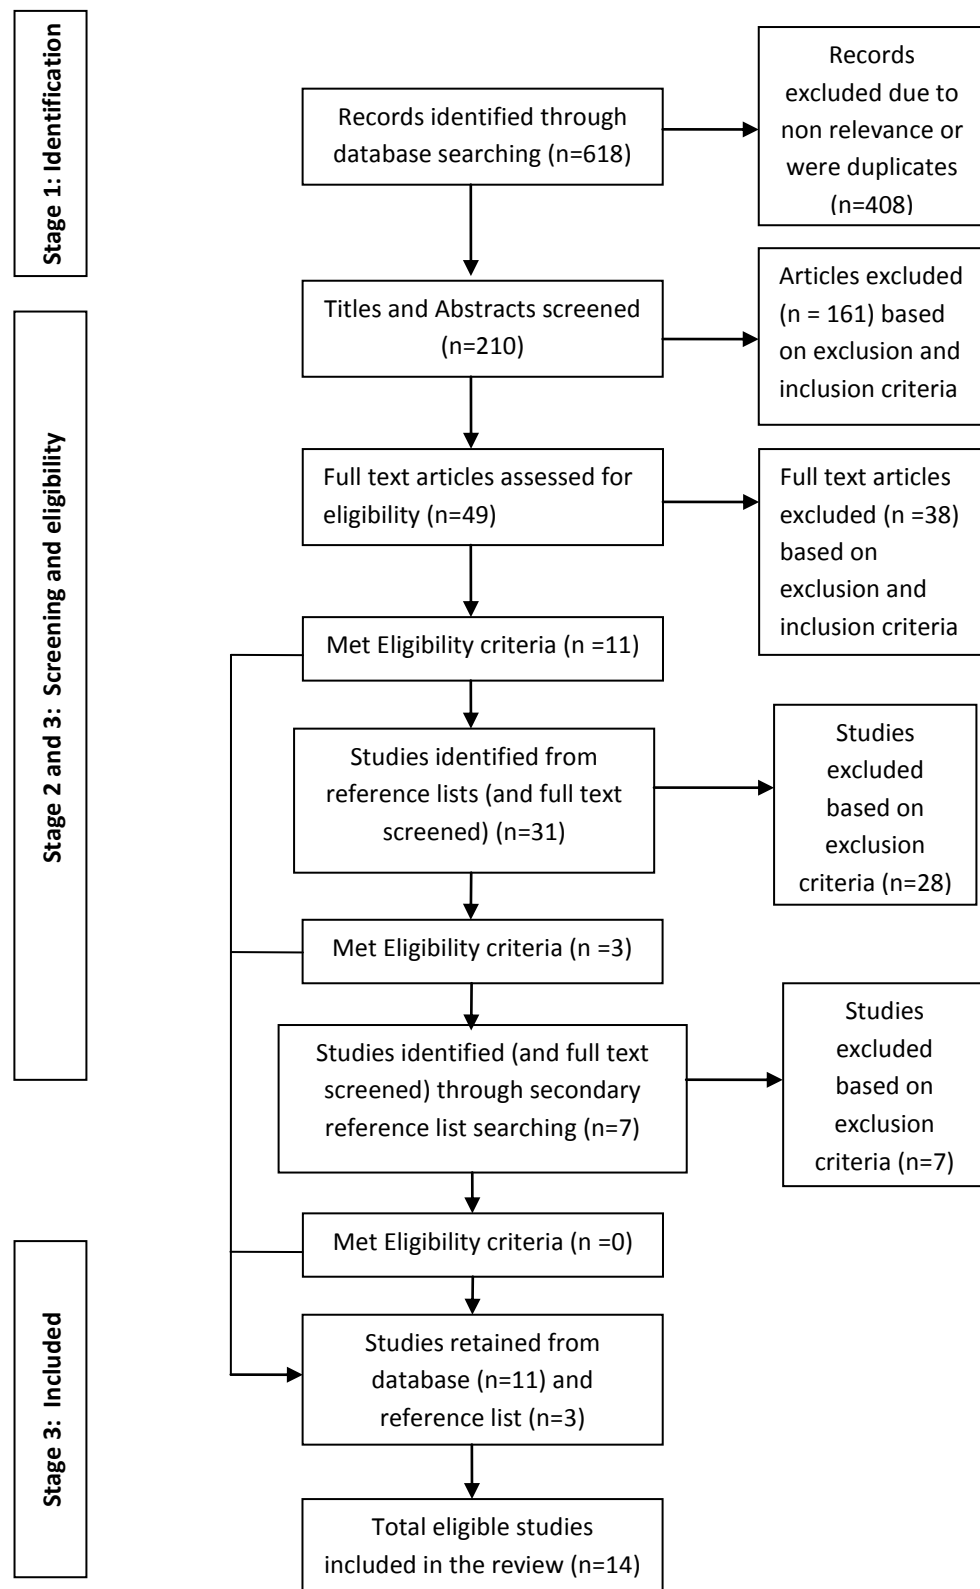 Stage 1: Identification
Records identified through
database searching (n=618)
Records
excluded due to
non relevance or
were duplicates
(n=408)
Stage 2 and 3:  Screening and eligibility
Titles and Abstracts screened
(n=210)
Articles excluded
(n = 161) based
on exclusion and
inclusion criteria
Full text articles assessed for
eligibility (n=49)
Full text articles
excluded (n =38)
based on
exclusion and
inclusion criteria
Met Eligibility criteria (n =11)
Studies identified from
reference lists (and full text
screened) (n=31)
Studies
excluded
based on
exclusion
criteria (n=28)
Met Eligibility criteria (n =3)
Studies identified (and full text
screened) through secondary
reference list searching (n=7)
Studies
excluded
based on
exclusion
criteria (n=7)
Met Eligibility criteria (n =0)
Stage 3:  Included
Studies retained from
database (n=11) and
reference list (n=3)
Total eligible studies
included in the review (n=14)